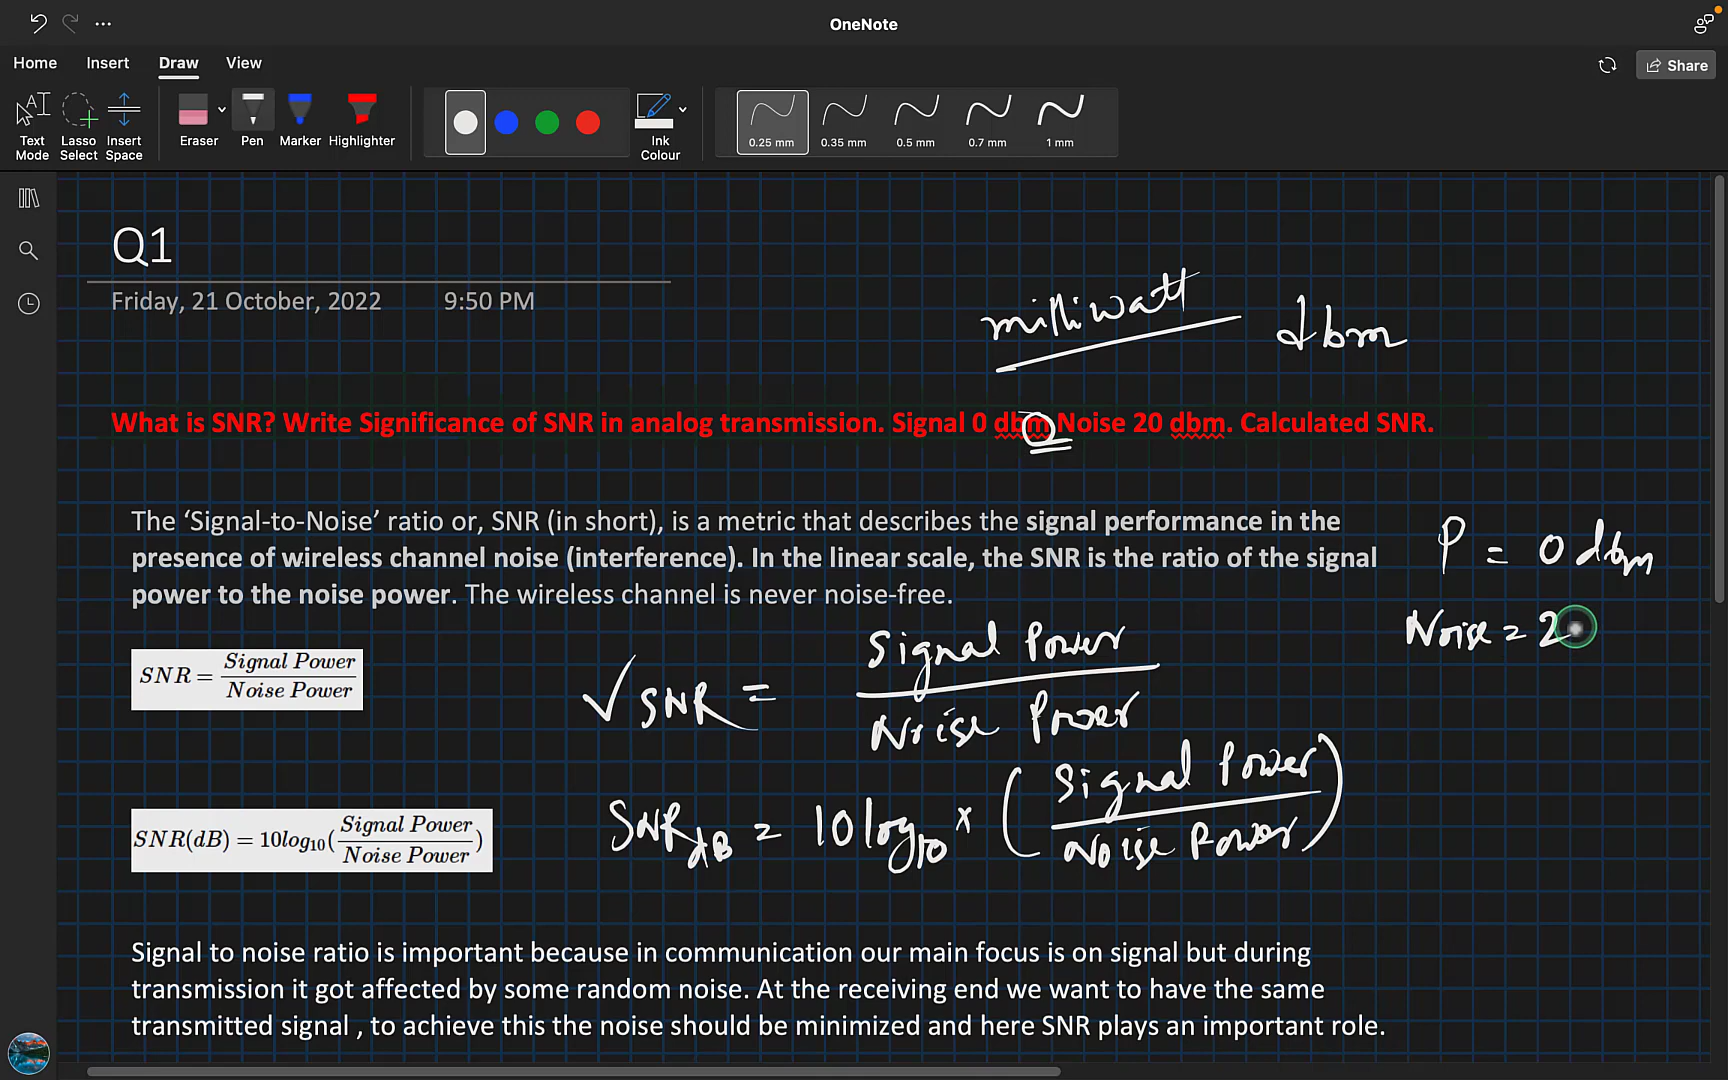 OneNote
Home Insert Draw View
Share
Text Mode
Lasso Select
Insert Space
Eraser
Pen
Marker
Highlighter
Ink Colour
0.25 mm
0.35 mm
0.5 mm
0.7 mm
1 mm
Q1
Friday, 21 October, 2022 9:50 PM
milliwatt dbm
What is SNR? Write Significance of SNR in analog transmission. Signal 0 dbm Noise 20 dbm. Calculated SNR.
The ‘Signal-to-Noise’ ratio or, SNR (in short), is a metric that describes the signal performance in the
presence of wireless channel noise (interference). In the linear scale, the SNR is the ratio of the signal
power to the noise power. The wireless channel is never noise-free.
P = 0 dbm
Noise = 2
SNR = Signal Power / Noise Power
✓ SNR = Signal Power / Noise Power
SNR(dB) = 10log₁₀(Signal Power / Noise Power)
SNR dB = 10 log₁₀ × (Signal Power / Noise Power)
Signal to noise ratio is important because in communication our main focus is on signal but during
transmission it got affected by some random noise. At the receiving end we want to have the same
transmitted signal , to achieve this the noise should be minimized and here SNR plays an important role.